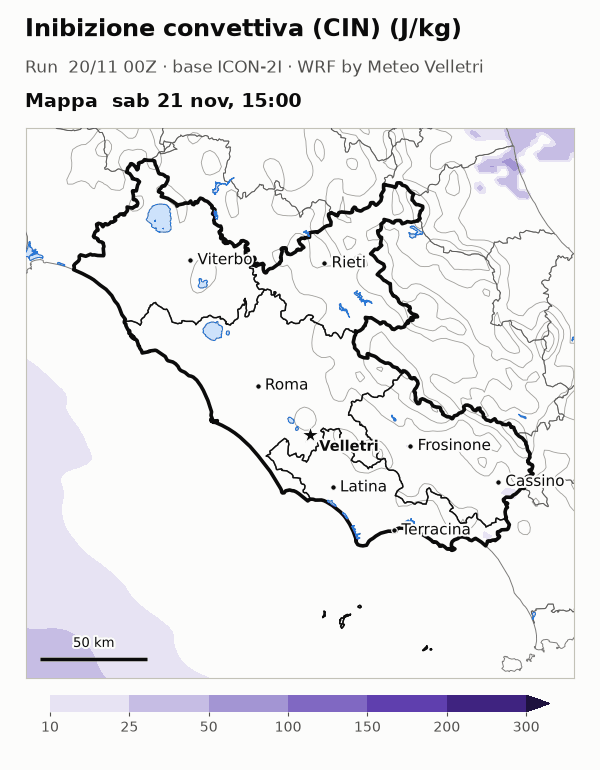 Inibizione convettiva (CIN) (J/kg)
Run  20/11 00Z · base ICON-2I · WRF by Meteo Velletri
Mappa  sab 21 nov, 15:00
Viterbo
Rieti
Roma
Velletri
Frosinone
Cassino
Latina
Terracina
50 km
10 25 50 100 150 200 300